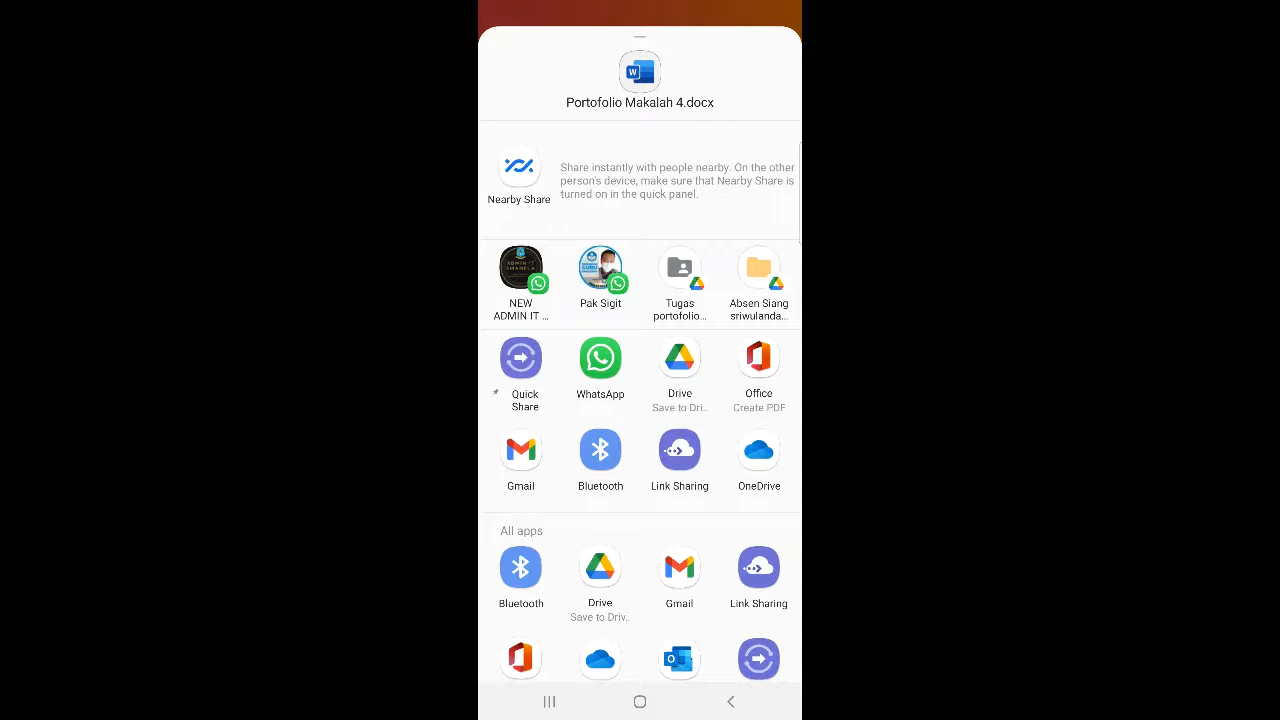 Portofolio Makalah 4.docx
Share instantly with people nearby. On the other
person's device, make sure that Nearby Share is
turned on in the quick panel.
Nearby Share
NEW
ADMIN IT ...
Pak Sigit
Tugas
portofolio...
Absen Siang
sriwulanda...
Quick
Share
WhatsApp
Drive
Save to Dri..
Office
Create PDF
Gmail
Bluetooth
Link Sharing
OneDrive
All apps
Bluetooth
Drive
Save to Driv..
Gmail
Link Sharing